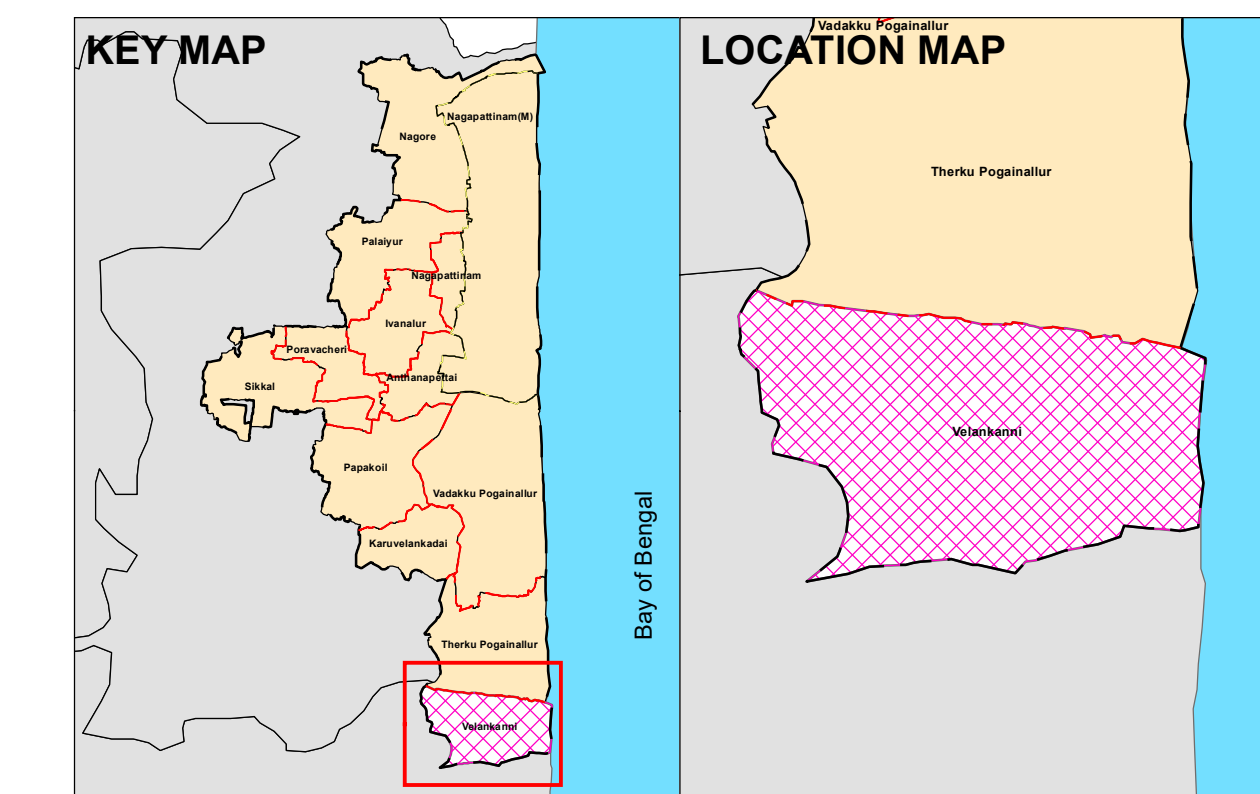 KEY MAP
Nagapattinam(M)
Nagore
Palaiyur
Nagapattinam
Ivanalur
Poravacheri
Anthanapettai
Sikkal
Papakoil
Vadakku Pogainallur
Karuvelankadai
Therku Pogainallur
Velankanni
Bay of Bengal
Vadakku Pogainallur
LOCATION MAP
Therku Pogainallur
Velankanni